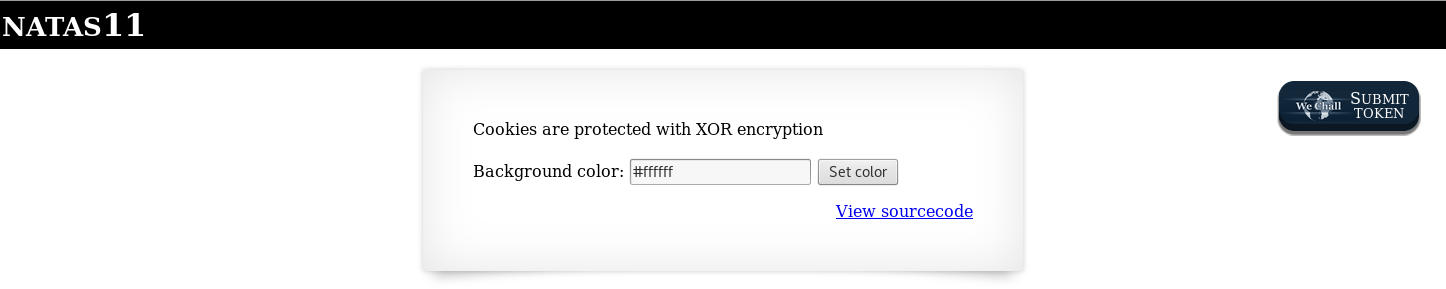 NATAS11
We Chall
SUBMIT
TOKEN
Cookies are protected with XOR encryption
Background color: #ffffff Set color
View sourcecode